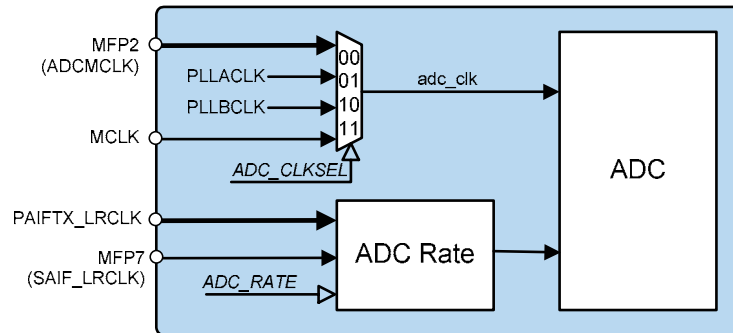 MFP2
(ADCMCLK)
PLLACLK
PLLBCLK
MCLK
00
01
10
11
adc_clk
ADC_CLKSEL
ADC
PAIFTX_LRCLK
MFP7
(SAIF_LRCLK)
ADC_RATE
ADC Rate